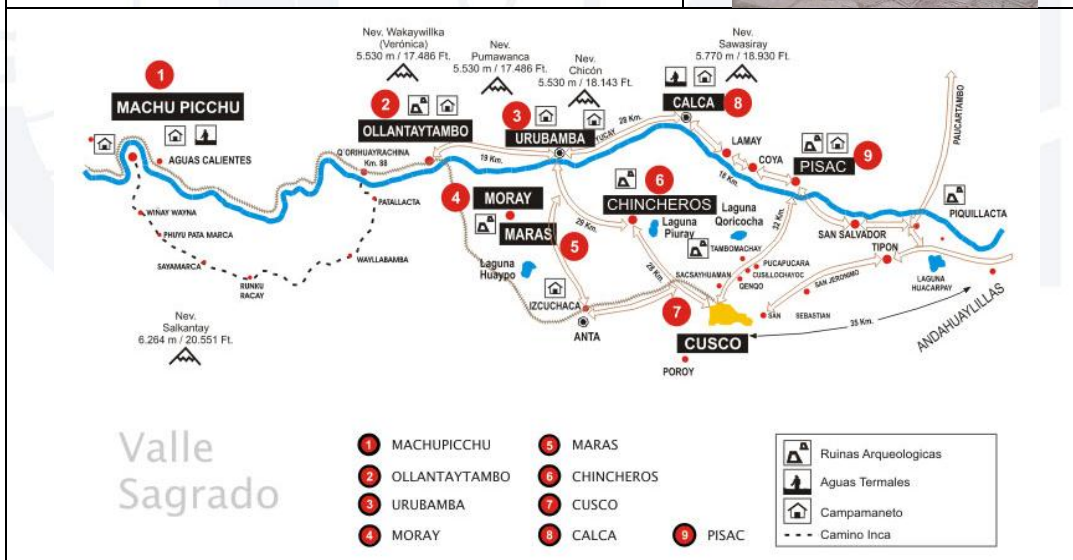 Nev.
Wakaywillka
(Verónica)
5.530 m / 17.486 Ft.
Nev.
Pumawanca
5.530 m / 17.486 Ft.
Nev.
Chicón
5.530 m / 18.143 Ft.
Nev.
Sawasiray
5.770 m / 18.930 Ft.
1
MACHU PICCHU
2
OLLANTAYTAMBO
3
URUBAMBA
YUCAY
28 Km.
CALCA
8
LAMAY
COYA
18 Km.
PISAC
9
PAUCARTAMBO
AGUAS CALIENTES
Q´ORIHUAYRACHINA
Km. 88
19 Km.
4
MORAY
MARAS
5
6
CHINCHEROS
29 Km.
Laguna
Piuray
Laguna
Qoricocha
32 Km.
PIQUILLACTA
PATALLACTA
WIÑAY WAYNA
PHUYU PATA MARCA
SAYAMARCA
RUNKU
RACAY
WAYLLABAMBA
Laguna
Huaypo
28 Km.
TAMBOMACHAY
PUCAPUCARA
CUSILLOCHAYOC
SACSAYHUAMAN
QENQO
SAN SALVADOR
TIPON
SAN JERONIMO
LAGUNA
HUACARPAY
IZCUCHACA
ANTA
7
CUSCO
SAN SEBASTIAN
35 Km.
ANDAHUAYLILLAS
POROY
Nev.
Salkantay
6.264 m / 20.551 Ft.
Valle
Sagrado
1 MACHUPICCHU
2 OLLANTAYTAMBO
3 URUBAMBA
4 MORAY
5 MARAS
6 CHINCHEROS
7 CUSCO
8 CALCA
9 PISAC
Ruinas Arqueologicas
Aguas Termales
Campamaneto
Camino Inca